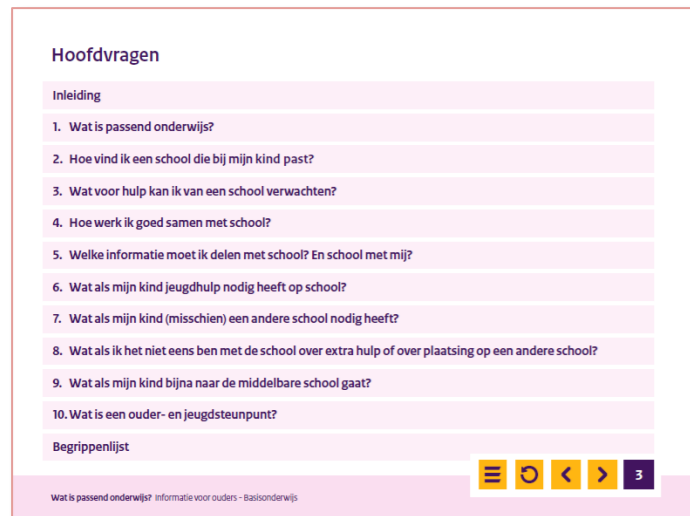 Hoofdvragen
Inleiding
1. Wat is passend onderwijs?
2. Hoe vind ik een school die bij mijn kind past?
3. Wat voor hulp kan ik van een school verwachten?
4. Hoe werk ik goed samen met school?
5. Welke informatie moet ik delen met school? En school met mij?
6. Wat als mijn kind jeugdhulp nodig heeft op school?
7. Wat als mijn kind (misschien) een andere school nodig heeft?
8. Wat als ik het niet eens ben met de school over extra hulp of over plaatsing op een andere school?
9. Wat als mijn kind bijna naar de middelbare school gaat?
10. Wat is een ouder- en jeugdsteunpunt?
Begrippenlijst
3
Wat is passend onderwijs? Informatie voor ouders - Basisonderwijs